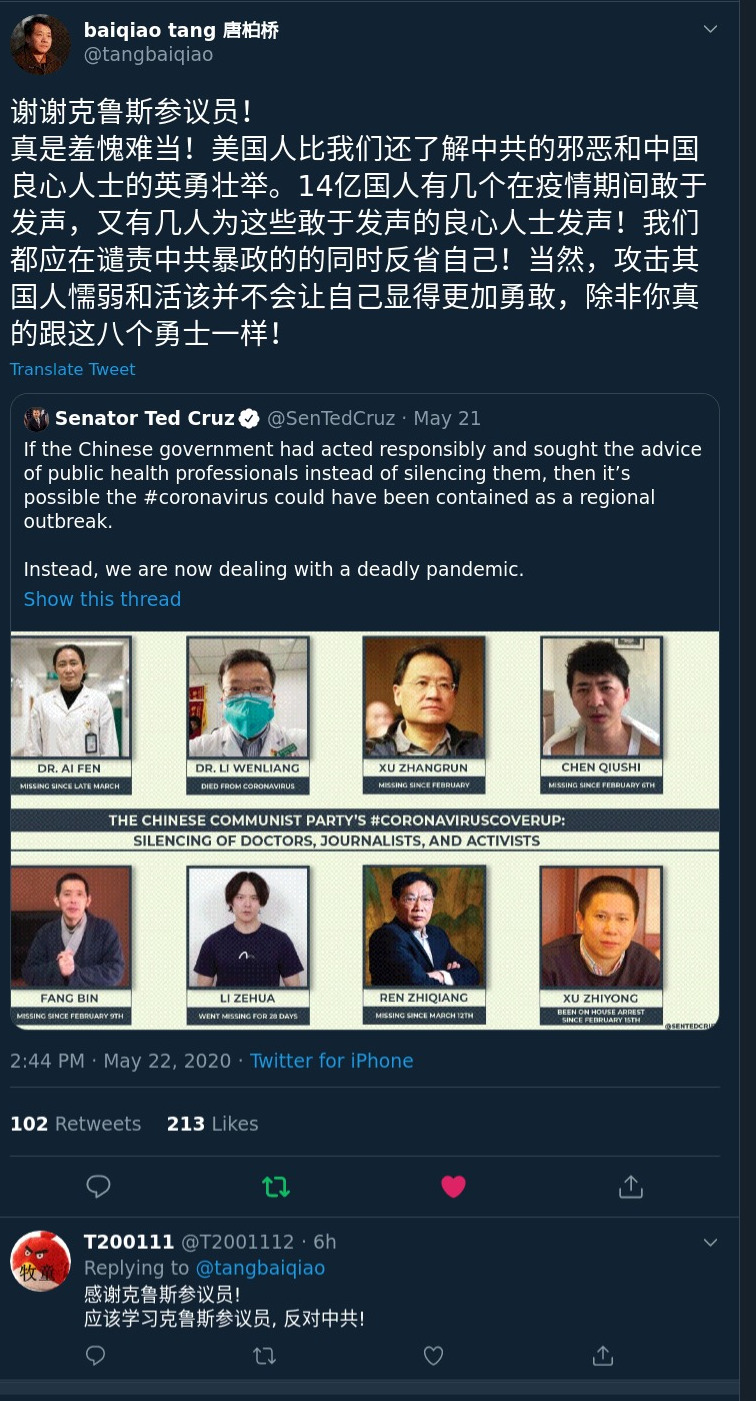 baiqiao tang 唐柏桥
@tangbaiqiao
谢谢克鲁斯参议员！
真是羞愧难当！美国人比我们还了解中共的邪恶和中国
良心人士的英勇壮举。14亿国人有几个在疫情期间敢于
发声，又有几人为这些敢于发声的良心人士发声！我们
都应在谴责中共暴政的的同时反省自己！当然，攻击其
国人懦弱和活该并不会让自己显得更加勇敢，除非你真
的跟这八个勇士一样！
Translate Tweet
Senator Ted Cruz @SenTedCruz · May 21
If the Chinese government had acted responsibly and sought the advice
of public health professionals instead of silencing them, then it’s
possible the #coronavirus could have been contained as a regional
outbreak.
Instead, we are now dealing with a deadly pandemic.
Show this thread
DR. AI FEN DR. LI WENLIANG XU ZHANGRUN CHEN QIUSHI
MISSING SINCE LATE MARCH DIED FROM CORONAVIRUS MISSING SINCE FEBRUARY MISSING SINCE FEBRUARY 6TH
THE CHINESE COMMUNIST PARTY’S #CORONAVIRUSCOVERUP:
SILENCING OF DOCTORS, JOURNALISTS, AND ACTIVISTS
FANG BIN LI ZEHUA REN ZHIQIANG XU ZHIYONG
MISSING SINCE FEBRUARY 9TH WENT MISSING FOR 28 DAYS MISSING SINCE MARCH 12TH BEEN ON HOUSE ARREST
SINCE FEBRUARY 15TH
@SENTEDCRU
2:44 PM · May 22, 2020 · Twitter for iPhone
102 Retweets 213 Likes
T200111 @T2001112 · 6h
Replying to @tangbaiqiao
牧童
感谢克鲁斯参议员!
应该学习克鲁斯参议员, 反对中共!